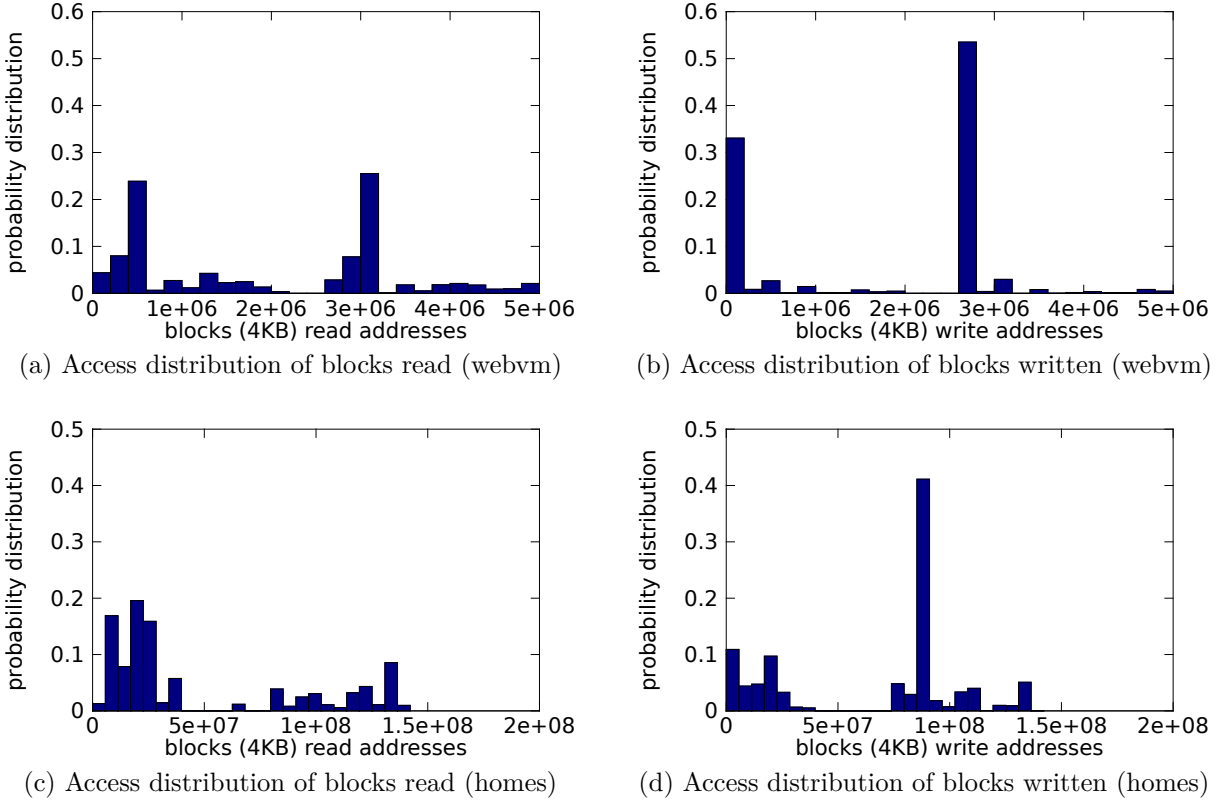 probability distribution
0.6
0.5
0.4
0.3
0.2
0.1
0
0 1e+06 2e+06 3e+06 4e+06 5e+06
blocks (4KB) read addresses
(a) Access distribution of blocks read (webvm)
probability distribution
0.6
0.5
0.4
0.3
0.2
0.1
0
0 1e+06 2e+06 3e+06 4e+06 5e+06
blocks (4KB) write addresses
(b) Access distribution of blocks written (webvm)
probability distribution
0.5
0.4
0.3
0.2
0.1
0
0 5e+07 1e+08 1.5e+08 2e+08
blocks (4KB) read addresses
(c) Access distribution of blocks read (homes)
probability distribution
0.5
0.4
0.3
0.2
0.1
0
0 5e+07 1e+08 1.5e+08 2e+08
blocks (4KB) write addresses
(d) Access distribution of blocks written (homes)